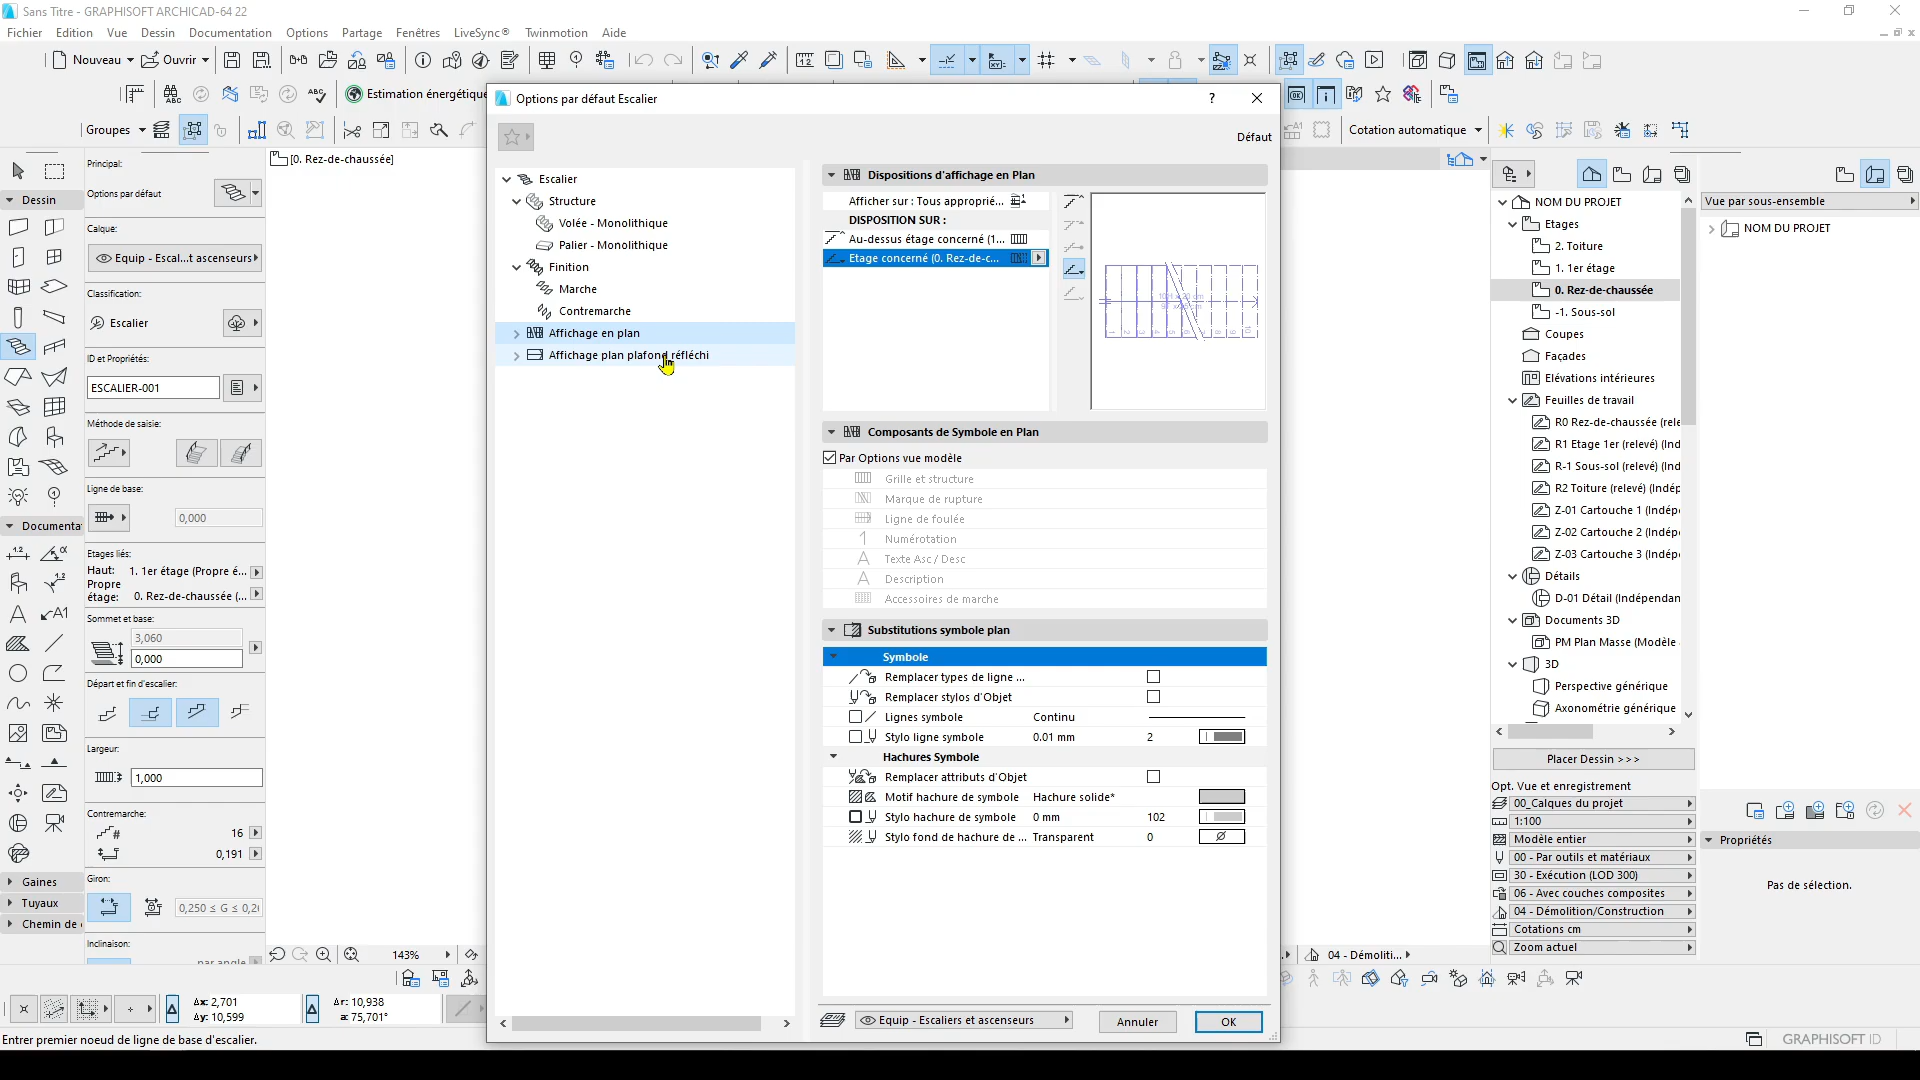 Sans Titre - GRAPHISOFT ARCHICAD-64 22
Fichier Edition Vue Dessin Documentation Options Partage Fenêtres LiveSync® Twinmotion Aide
Nouveau Ouvrir
Estimation énergétique
Options par défaut Escalier
?
Groupes
Défaut
Cotation automatique
Principal:
[0. Rez-de-chaussée]
Options par défaut
Dessin
Calque:
Equip - Escal...t ascenseurs
Classification:
Escalier
ID et Propriétés:
ESCALIER-001
Méthode de saisie:
Ligne de base:
0,000
Documenta
Etages liés:
Haut: 1. 1er étage (Propre é...
Propre
étage: 0. Rez-de-chaussée (...
Sommet et base:
3,060
0,000
Départ et fin d'escalier:
Largeur:
1,000
Contremarche:
16
0,191
Giron:
Gaines
Tuyaux
Chemin de
0,250 ≤ G ≤ 0,2
Inclinaison:
par angle
143%
Δx: 2,701
Δy: 10,599
Δr: 10,938
a: 75,701°
Entrer premier noeud de ligne de base d'escalier.
Escalier
Structure
Volée - Monolithique
Palier - Monolithique
Finition
Marche
Contremarche
Affichage en plan
Affichage plan plafond réfléchi
Dispositions d'affichage en Plan
Afficher sur : Tous approprié...
DISPOSITION SUR :
Au-dessus étage concerné (1...
Etage concerné (0. Rez-de-c...
Composants de Symbole en Plan
Par Options vue modèle
Grille et structure
Marque de rupture
Ligne de foulée
Numérotation
Texte Asc / Desc
Description
Accessoires de marche
Substitutions symbole plan
Symbole
Remplacer types de ligne ...
Remplacer stylos d'Objet
Lignes symbole Continu
Stylo ligne symbole 0.01 mm 2
Hachures Symbole
Remplacer attributs d'Objet
Motif hachure de symbole Hachure solide*
Stylo hachure de symbole 0 mm 102
Stylo fond de hachure de ... Transparent 0
Equip - Escaliers et ascenseurs
Annuler
OK
04 - Démoliti...
NOM DU PROJET
Etages
2. Toiture
1. 1er étage
0. Rez-de-chaussée
-1. Sous-sol
Coupes
Façades
Elévations intérieures
Feuilles de travail
R0 Rez-de-chaussée (rele
R1 Etage 1er (relevé) (Ind
R-1 Sous-sol (relevé) (Ind
R2 Toiture (relevé) (Indép
Z-01 Cartouche 1 (Indép
Z-02 Cartouche 2 (Indép
Z-03 Cartouche 3 (Indép
Détails
D-01 Détail (Indépendan
Documents 3D
PM Plan Masse (Modèle
3D
Perspective générique
Axonométrie générique
Placer Dessin >>>
Opt. Vue et enregistrement
00_Calques du projet
1:100
Modèle entier
00 - Par outils et matériaux
30 - Exécution (LOD 300)
06 - Avec couches composites
04 - Démolition/Construction
Cotations cm
Zoom actuel
Vue par sous-ensemble
NOM DU PROJET
Propriétés
Pas de sélection.
GRAPHISOFT ID